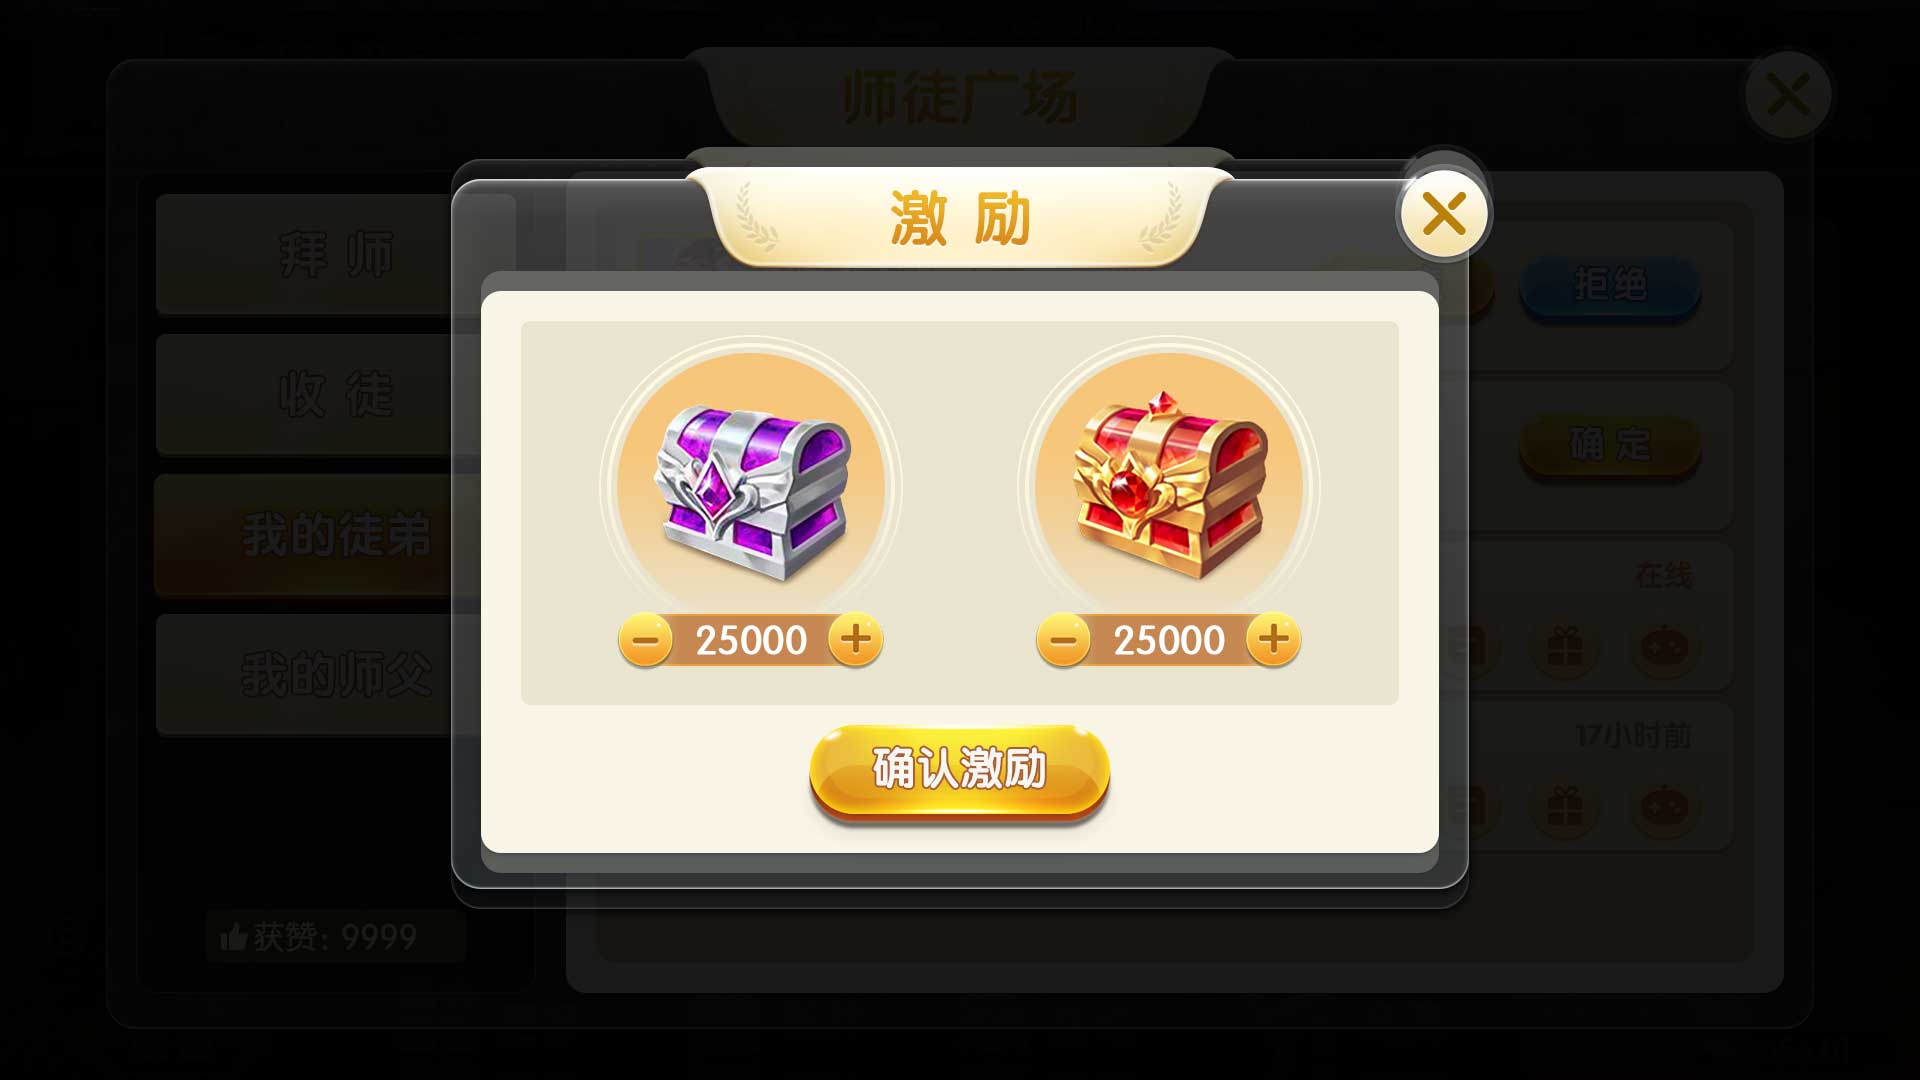 师徒广场
激 励
拜 师
收 徒
我的徒弟
我的师父
获赞: 9999
拒绝
确 定
在线
17小时前
25000
25000
确认激励